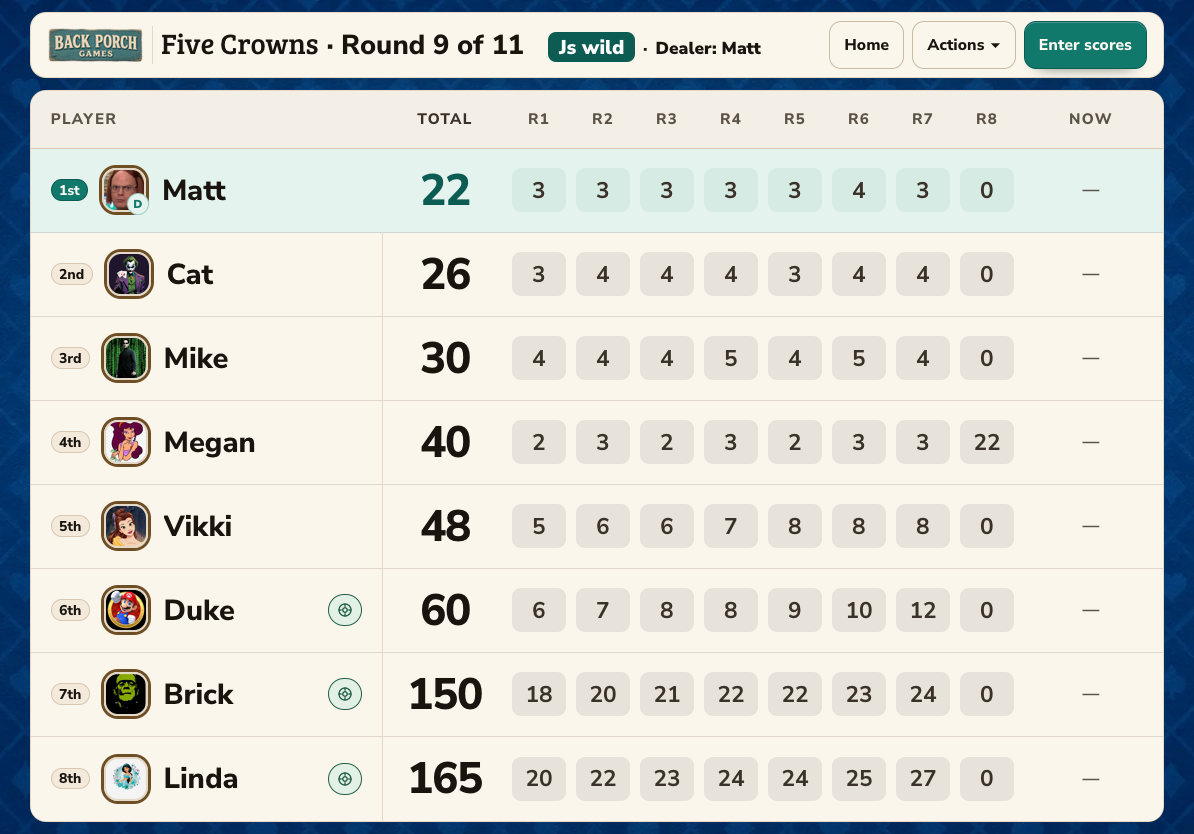 BACK PORCH
GAMES
Five Crowns · Round 9 of 11 Js wild · Dealer: Matt Home Actions Enter scores
PLAYER TOTAL R1 R2 R3 R4 R5 R6 R7 R8 NOW
1st D Matt 22 3 3 3 3 3 4 3 0 —
2nd Cat 26 3 4 4 4 3 4 4 0 —
3rd Mike 30 4 4 4 5 4 5 4 0 —
4th Megan 40 2 3 2 3 2 3 3 22 —
5th Vikki 48 5 6 6 7 8 8 8 0 —
6th Duke 60 6 7 8 8 9 10 12 0 —
7th Brick 150 18 20 21 22 22 23 24 0 —
8th Linda 165 20 22 23 24 24 25 27 0 —